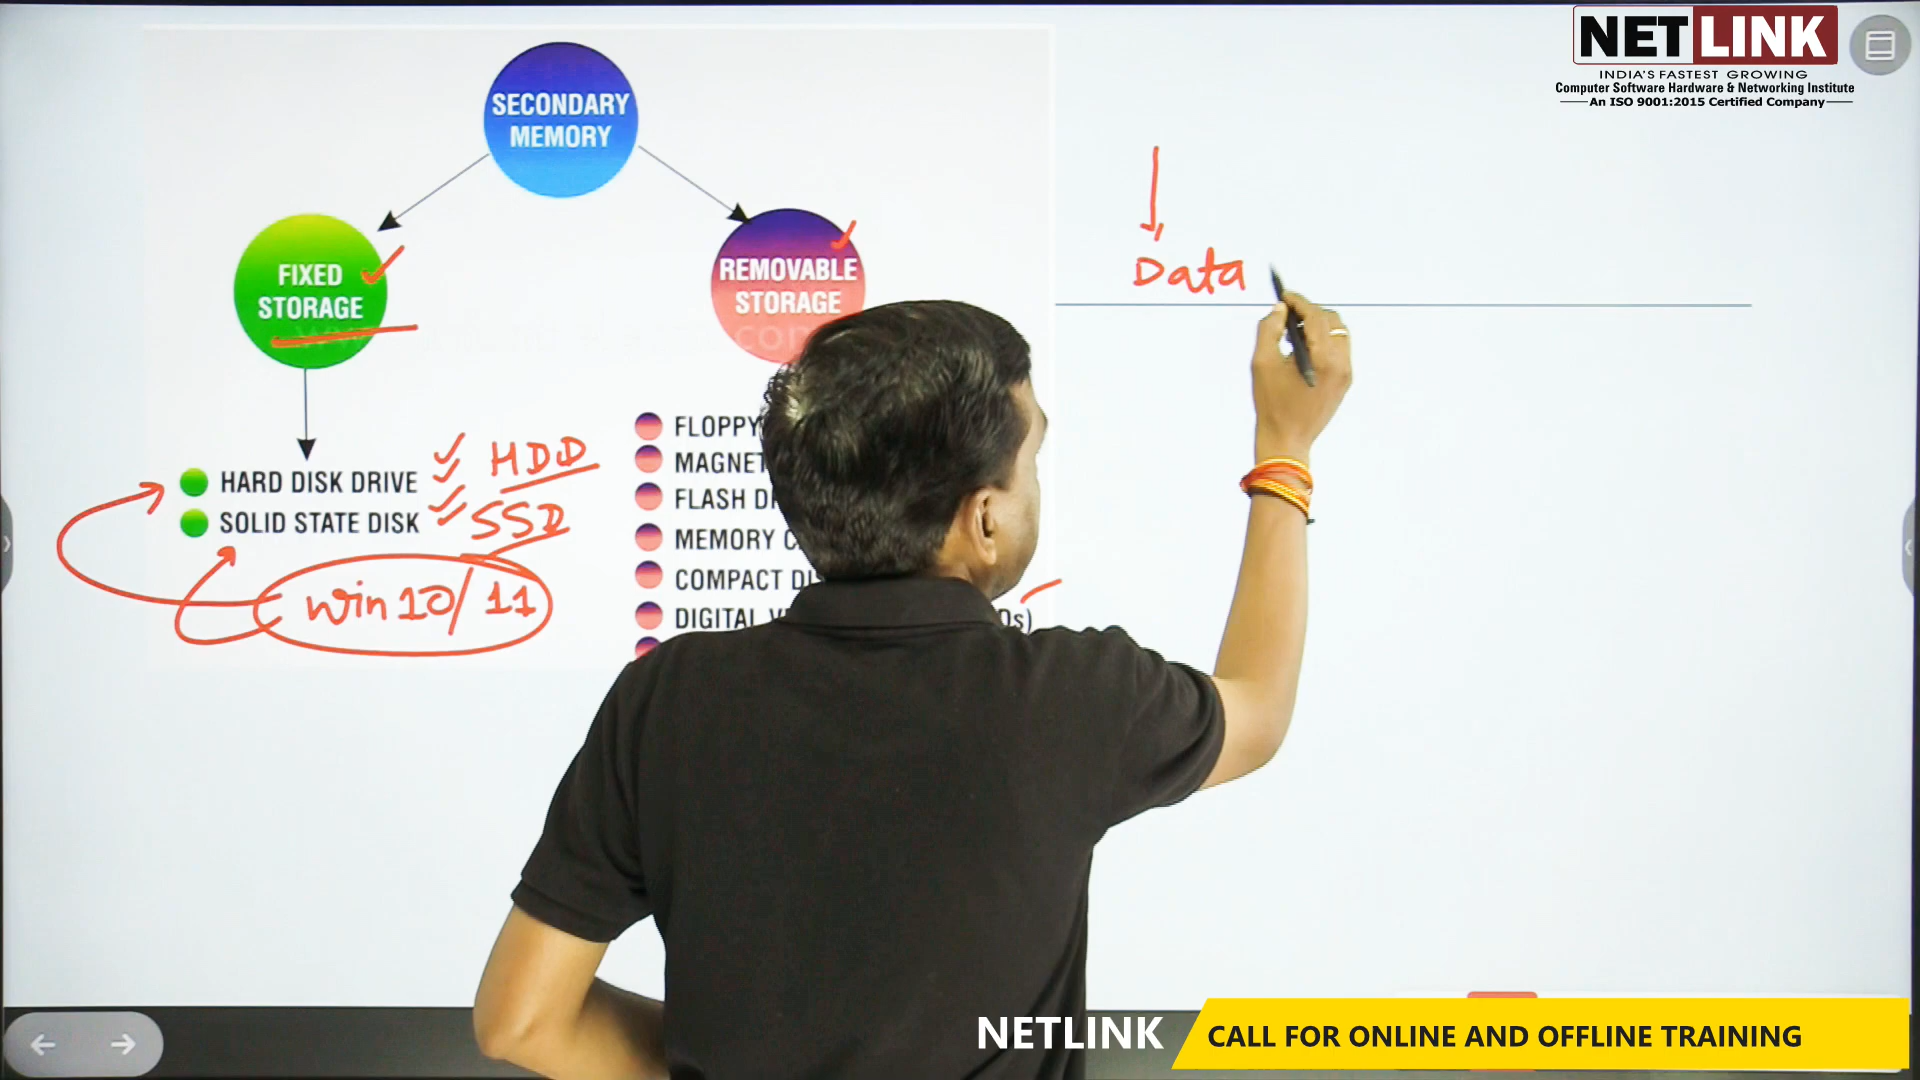 NETLINK
INDIA'S FASTEST GROWING
Computer Software Hardware & Networking Institute
An ISO 9001:2015 Certified Company
SECONDARY
MEMORY
FIXED
STORAGE
REMOVABLE
STORAGE
Data
HARD DISK DRIVE
SOLID STATE DISK
HDD
SSD
win 10/11
FLOPPY
MEMORY
COMPACT
DIGITAL
NETLINK
CALL FOR ONLINE AND OFFLINE TRAINING